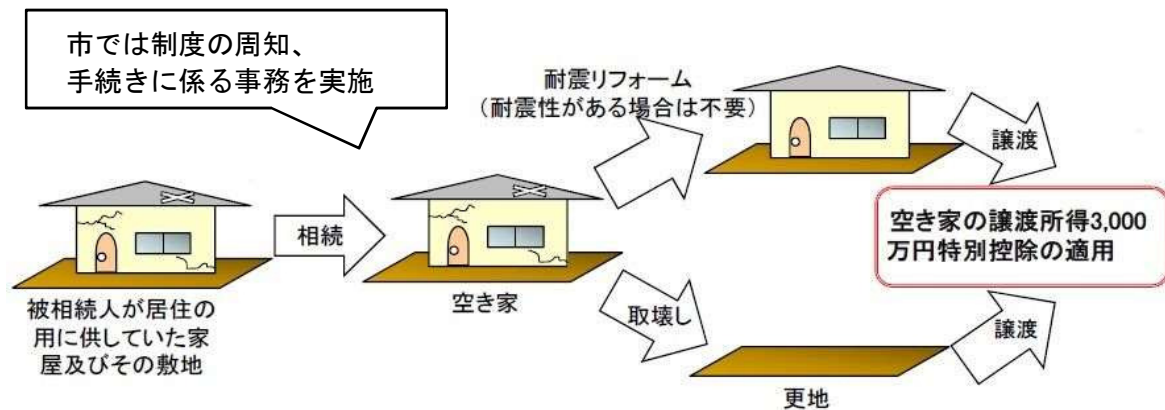 市では制度の周知、
手続きに係る事務を実施
耐震リフォーム
（耐震性がある場合は不要）
譲渡
相続
空き家の譲渡所得3,000
万円特別控除の適用
被相続人が居住の
用に供していた家
屋及びその敷地
空き家
取壊し
譲渡
更地